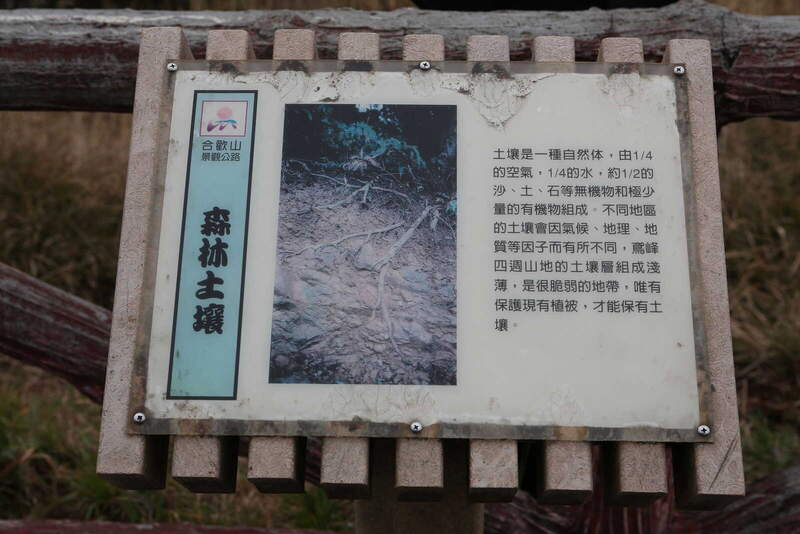 合歡山
景觀公路
森林土壤
土壤是一種自然体，由1/4
的空氣，1/4的水，約1/2的
沙、土、石等無機物和極少
量的有機物組成。不同地區
的土壤會因氣候、地理、地
質等因子而有所不同，鳶峰
四週山地的土壤層組成淺
薄，是很脆弱的地帶，唯有
保護現有植被，才能保有土
壤。